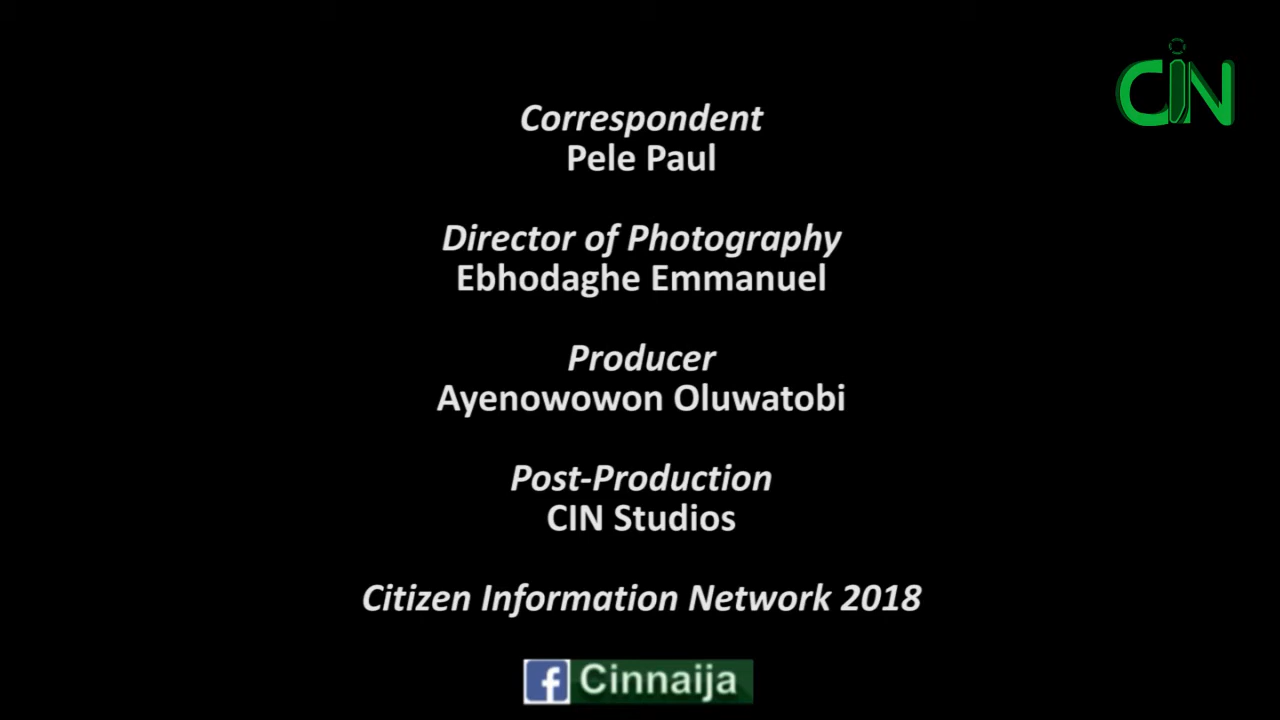 CiN
Correspondent
Pele Paul
Director of Photography
Ebhodaghe Emmanuel
Producer
Ayenowowon Oluwatobi
Post-Production
CIN Studios
Citizen Information Network 2018
f Cinnaija